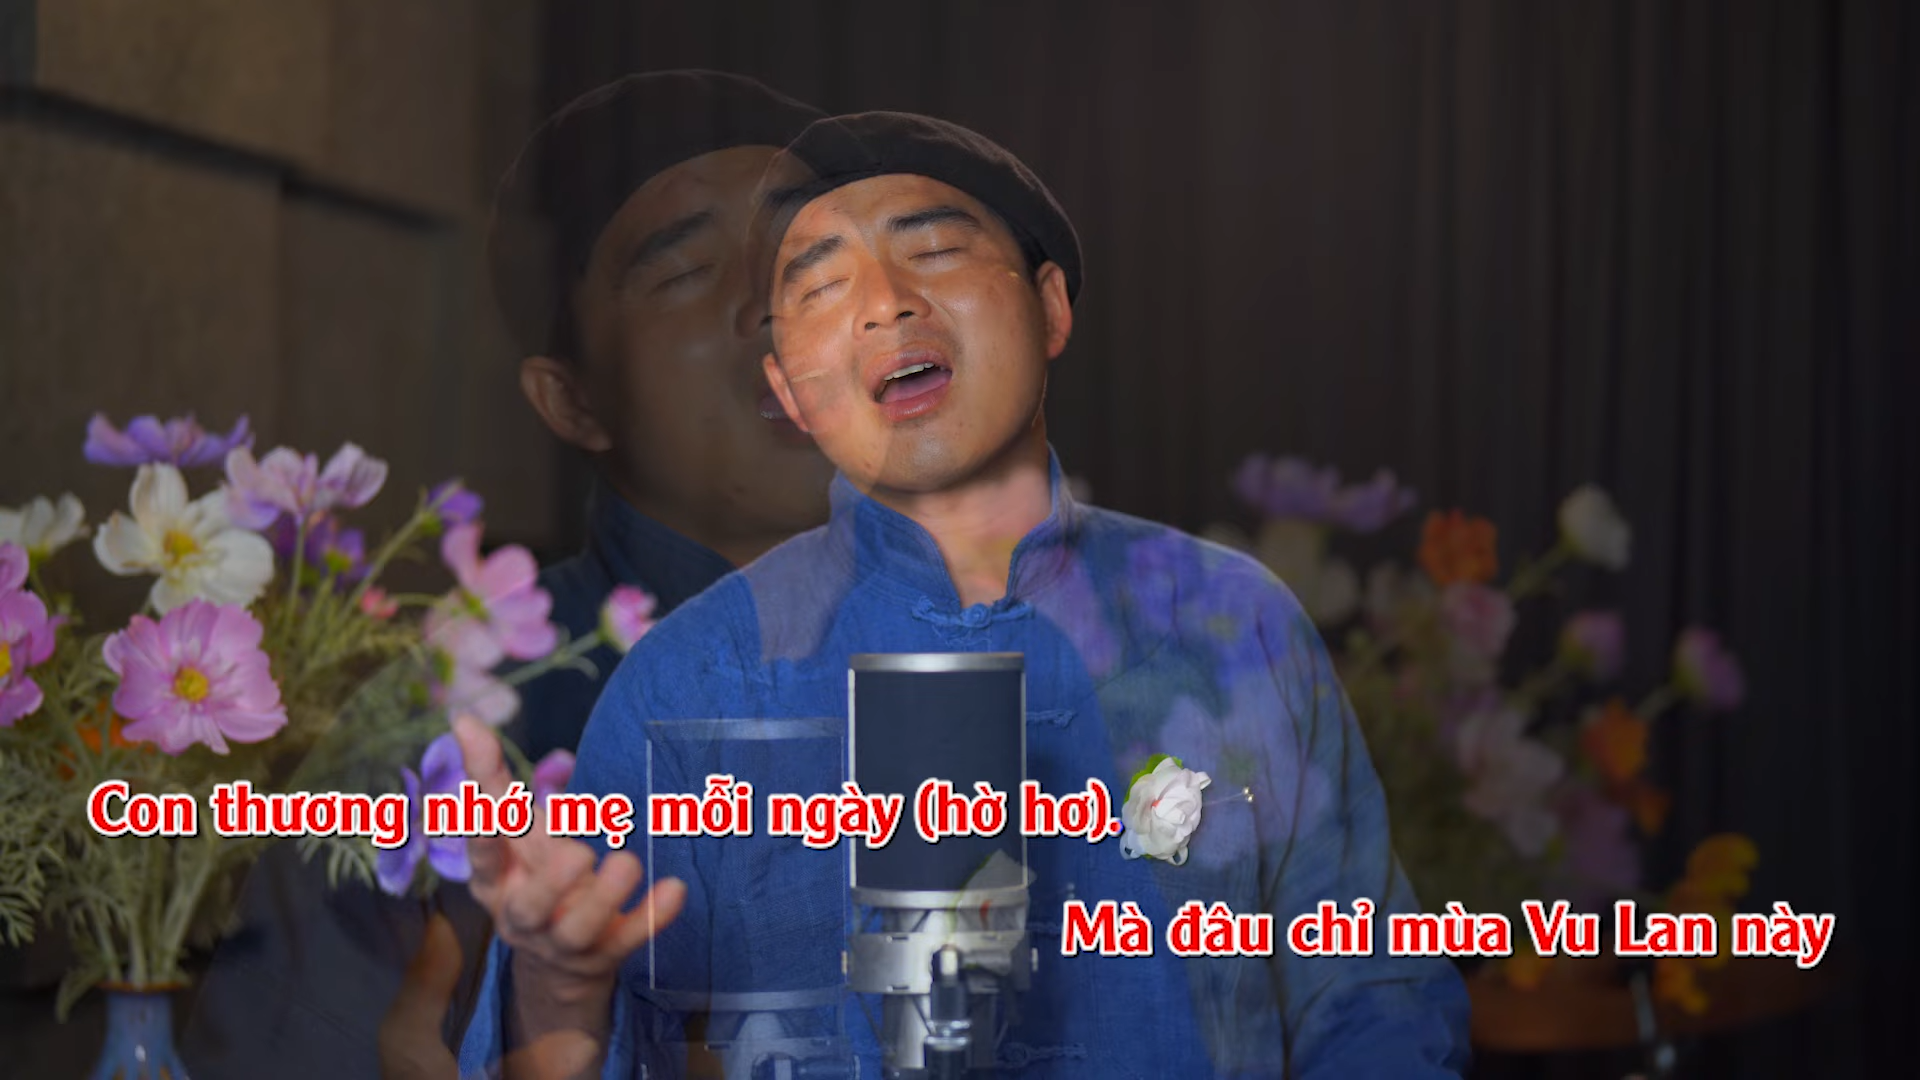 Con thương nhớ mẹ mỗi ngày (hờ hơ).
Mà đâu chỉ mùa Vu Lan này